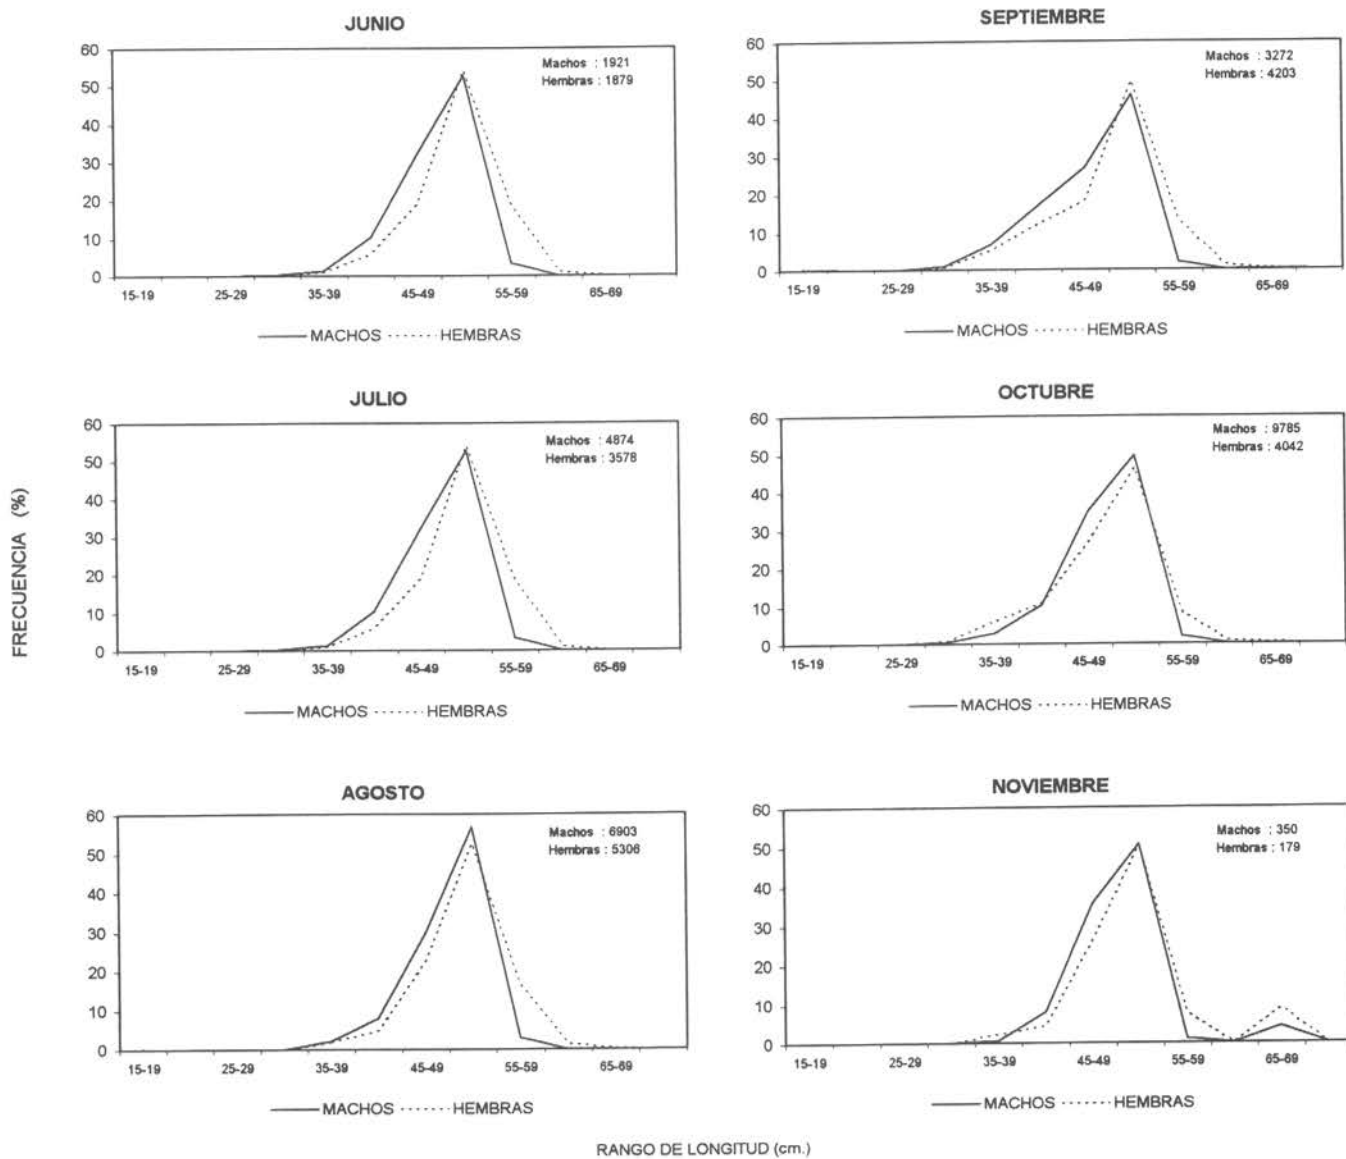 JUNIO
Machos : 1921
Hembras : 1879
60
50
40
30
20
10
0
15-19 25-29 35-39 45-49 55-59 65-69
MACHOS HEMBRAS
SEPTIEMBRE
Machos : 3272
Hembras : 4203
60
50
40
30
20
10
0
15-19 25-29 35-39 45-49 55-59 65-69
MACHOS HEMBRAS
FRECUENCIA (%)
JULIO
Machos : 4874
Hembras : 3578
60
50
40
30
20
10
0
15-19 25-29 35-39 45-49 55-59 65-69
MACHOS HEMBRAS
OCTUBRE
Machos : 9785
Hembras : 4042
60
50
40
30
20
10
0
15-19 25-29 35-39 45-49 55-59 65-69
MACHOS HEMBRAS
AGOSTO
Machos : 6903
Hembras : 5306
60
50
40
30
20
10
0
15-19 25-29 35-39 45-49 55-59 65-69
MACHOS HEMBRAS
NOVIEMBRE
Machos : 350
Hembras : 179
60
50
40
30
20
10
0
15-19 25-29 35-39 45-49 55-59 65-69
MACHOS HEMBRAS
RANGO DE LONGITUD (cm.)